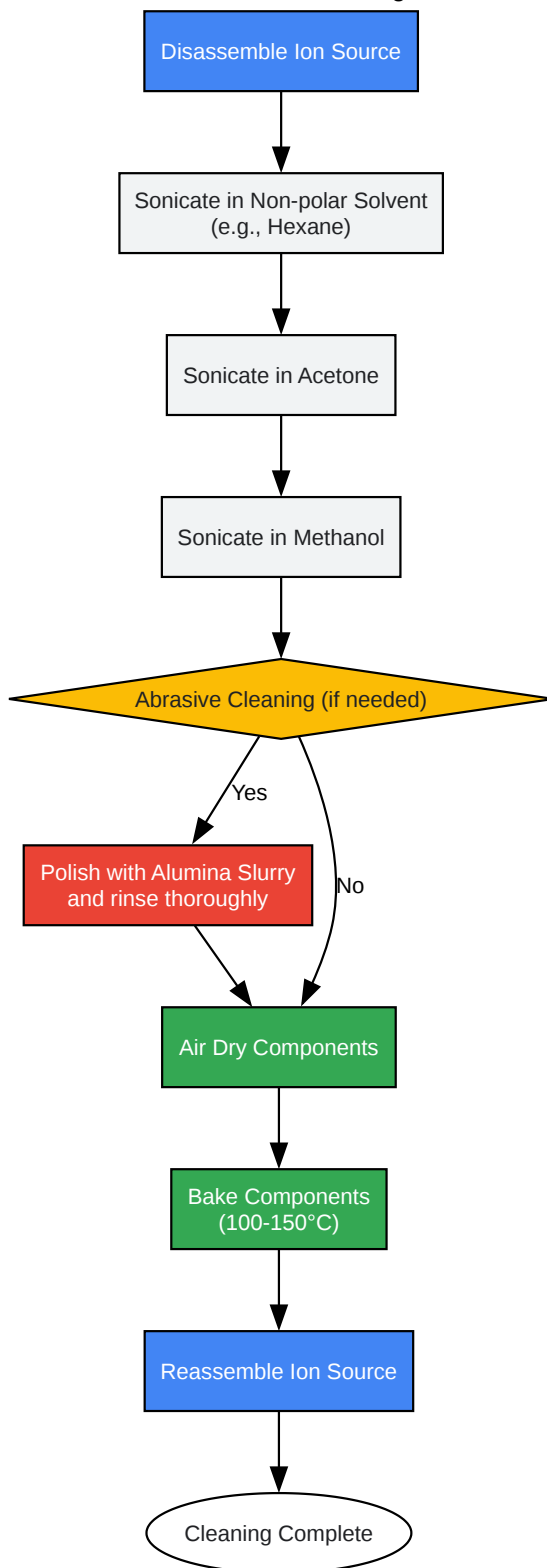 Disassemble Ion Source
Sonicate in Non-polar Solvent
(e.g., Hexane)
Sonicate in Acetone
Sonicate in Methanol
Abrasive Cleaning (if needed)
Yes
Polish with Alumina Slurry
and rinse thoroughly
No
Air Dry Components
Bake Components
(100-150°C)
Reassemble Ion Source
Cleaning Complete